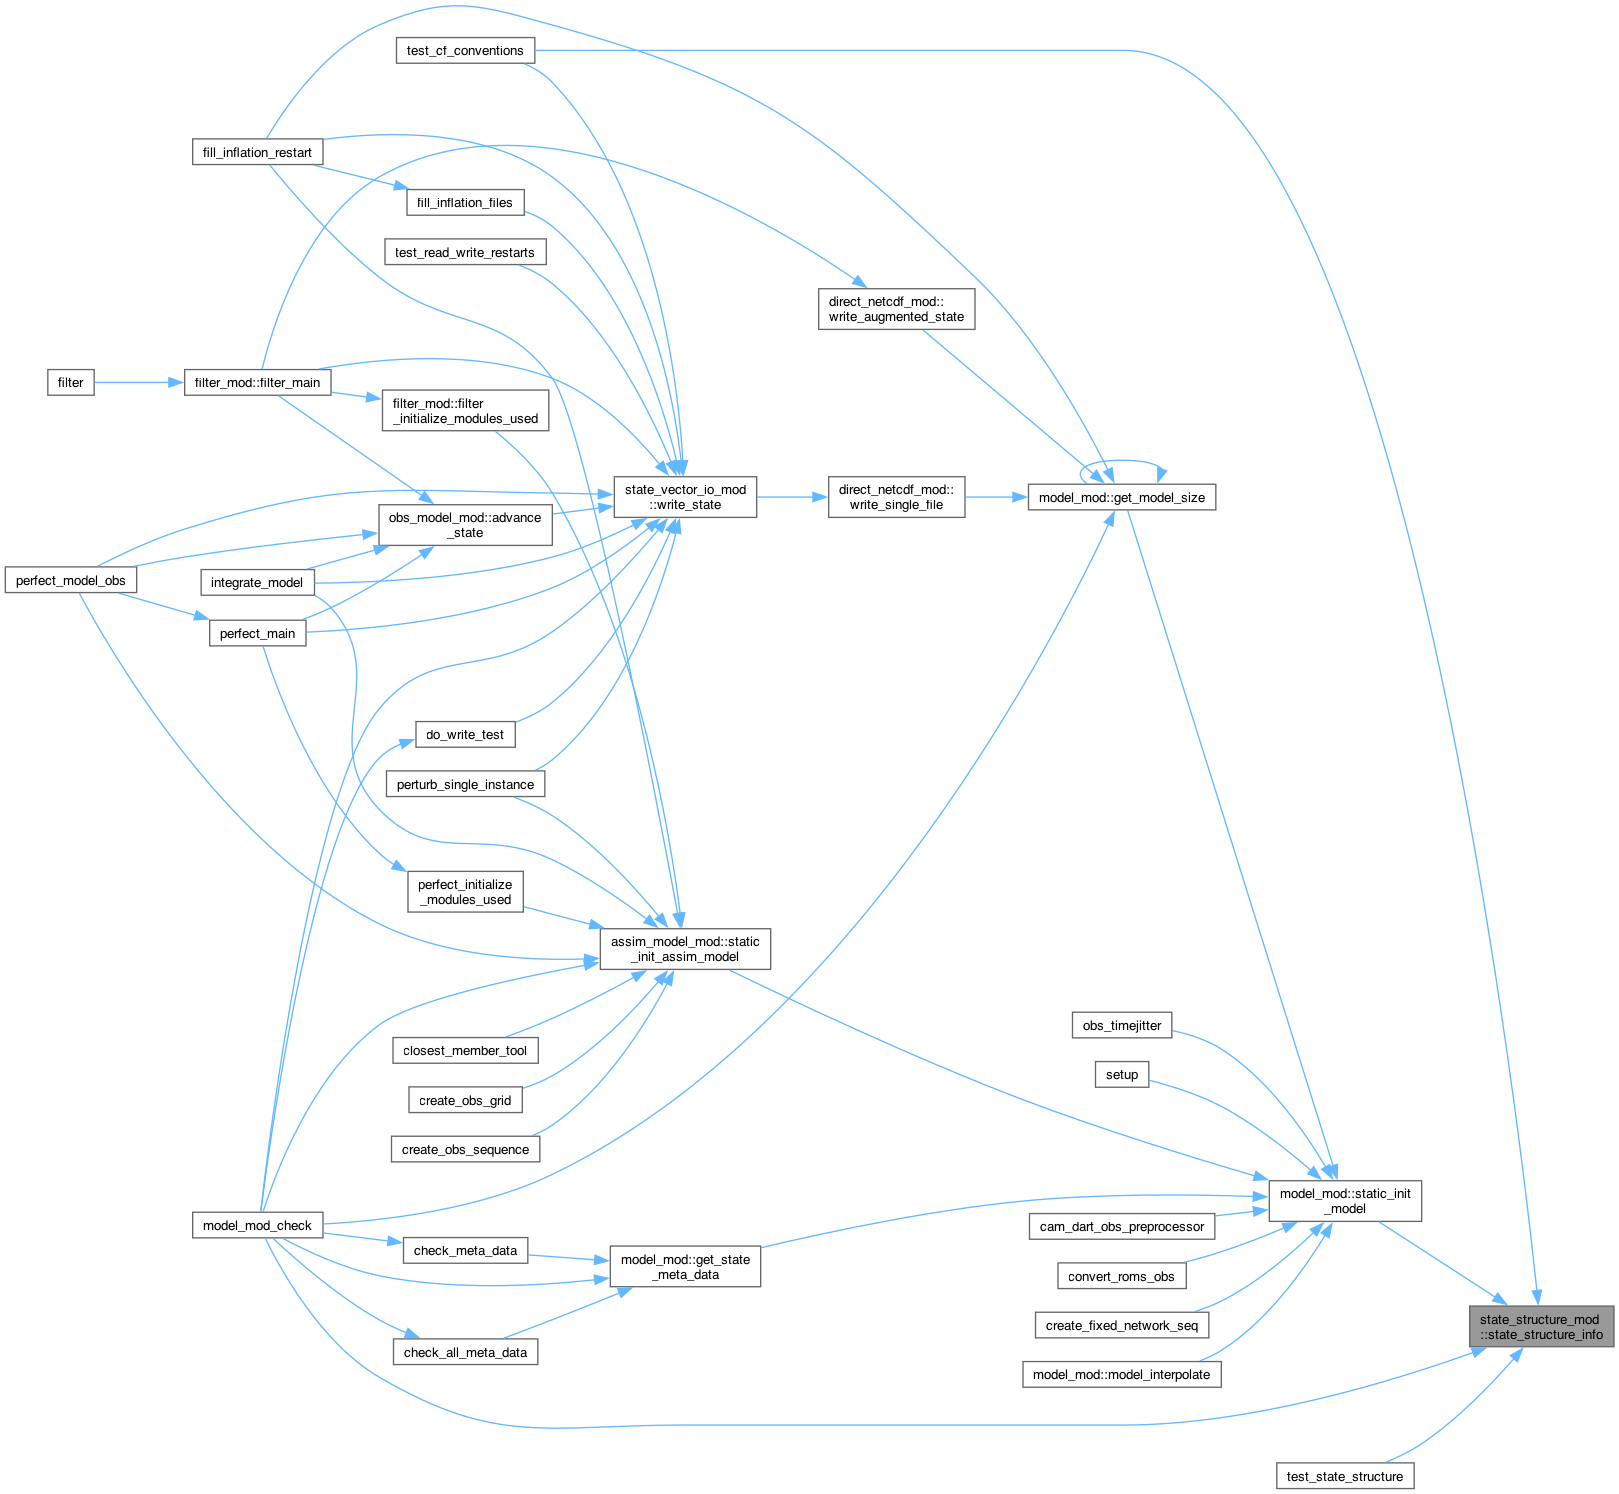 test_cf_conventions
fill_inflation_restart
fill_inflation_files
test_read_write_restarts
direct_netcdf_mod::
write_augmented_state
filter
filter_mod::filter_main
filter_mod::filter
_initialize_modules_used
state_vector_io_mod
::write_state
direct_netcdf_mod::
write_single_file
model_mod::get_model_size
obs_model_mod::advance
_state
perfect_model_obs
integrate_model
perfect_main
do_write_test
perturb_single_instance
perfect_initialize
_modules_used
assim_model_mod::static
_init_assim_model
obs_timejitter
closest_member_tool
setup
create_obs_grid
create_obs_sequence
model_mod::static_init
_model
model_mod_check
cam_dart_obs_preprocessor
check_meta_data
model_mod::get_state
_meta_data
convert_roms_obs
create_fixed_network_seq
state_structure_mod
::state_structure_info
check_all_meta_data
model_mod::model_interpolate
test_state_structure